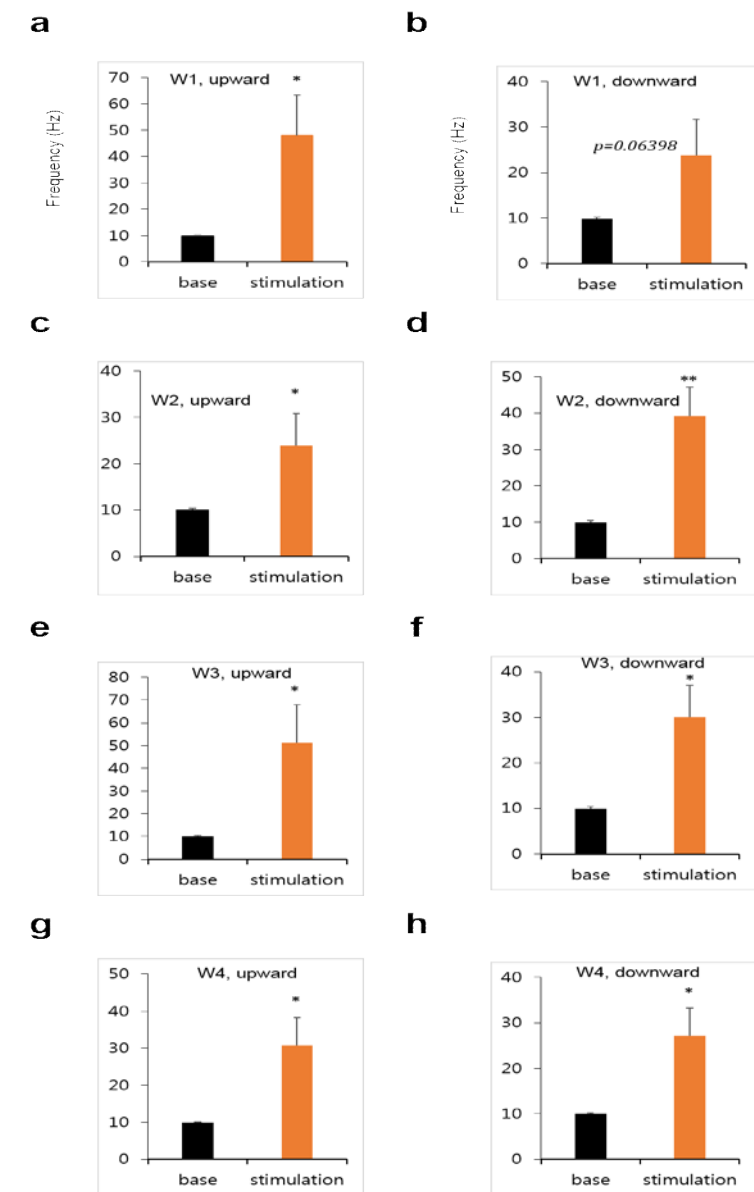 a
W1, upward
*
Frequency (Hz)
70
60
50
40
30
20
10
0
base stimulation
b
W1, downward
p=0.06398
Frequency (Hz)
40
30
20
10
0
base stimulation
c
W2, upward
*
40
30
20
10
0
base stimulation
d
W2, downward
**
50
40
30
20
10
0
base stimulation
e
W3, upward
*
80
70
60
50
40
30
20
10
0
base stimulation
f
W3, downward
*
40
30
20
10
0
base stimulation
g
W4, upward
*
50
40
30
20
10
0
base stimulation
h
W4, downward
*
40
30
20
10
0
base stimulation